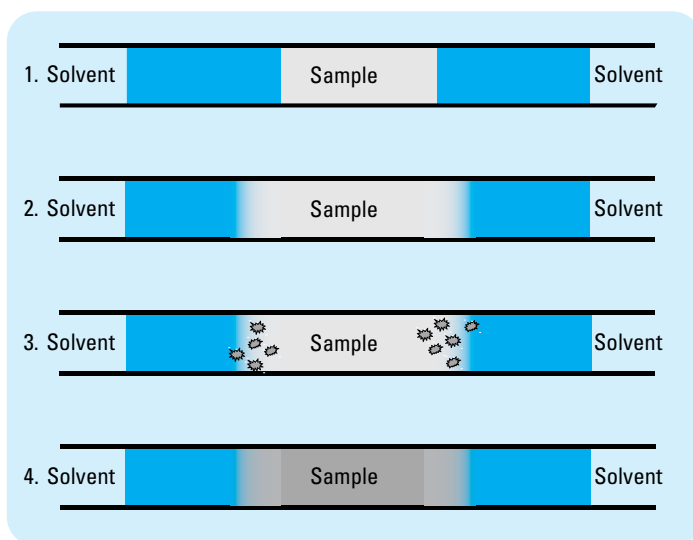 1. Solvent Sample Solvent
2. Solvent Sample Solvent
3. Solvent Sample Solvent
4. Solvent Sample Solvent